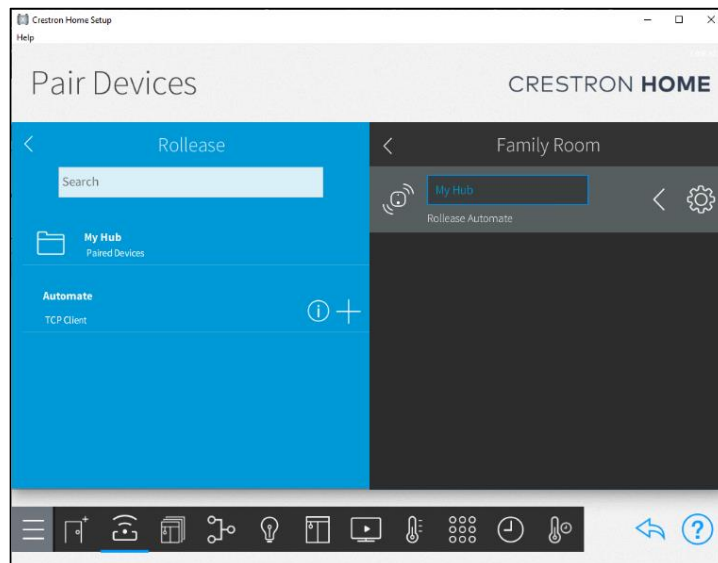 Crestron Home Setup
Help
Pair Devices
CRESTRON HOME
Rollease
Search
My Hub
Paired Devices
Automate
TCP Client
Family Room
My Hub
Rollease Automate